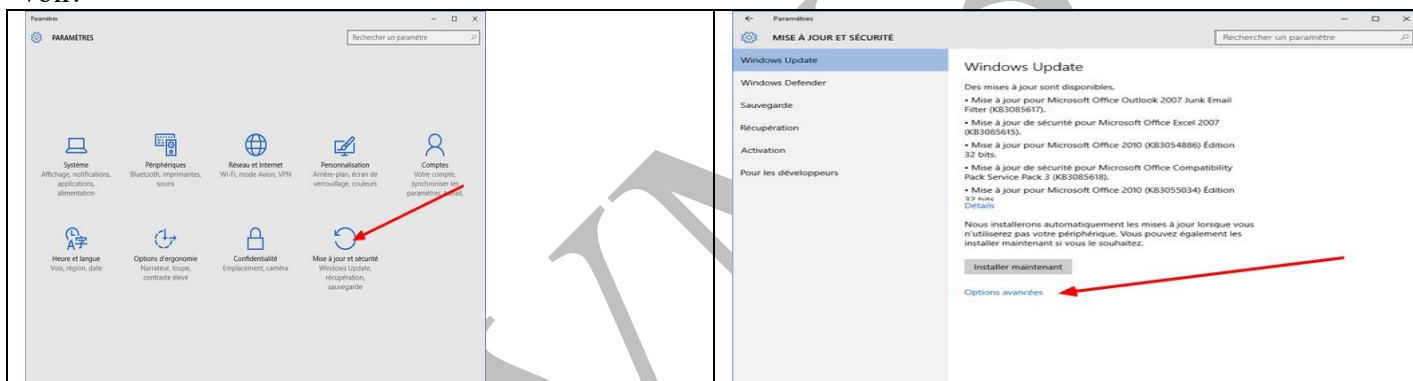 voir.
Paramètres
PARAMÈTRES
Rechercher un paramètre
Système
Affichage, notifications,
applications,
alimentation
Périphériques
Bluetooth, imprimantes,
souris
Réseau et Internet
Wi-Fi, mode Avion, VPN
Personnalisation
Arrière-plan, écran de
verrouillage, couleurs
Comptes
Votre compte,
synchroniser les
paramètres, travail,
Heure et langue
Voix, région, date
Options d'ergonomie
Narrateur, loupe,
contraste élevé
Confidentialité
Emplacement, caméra
Mise à jour et sécurité
Windows Update,
récupération,
sauvegarde
Paramètres
MISE À JOUR ET SÉCURITÉ
Rechercher un paramètre
Windows Update
Windows Defender
Sauvegarde
Récupération
Activation
Pour les développeurs
Windows Update
Des mises à jour sont disponibles.
• Mise à jour pour Microsoft Office Outlook 2007 Junk Email
Filter (KB3085617).
• Mise à jour de sécurité pour Microsoft Office Excel 2007
(KB3085615).
• Mise à jour pour Microsoft Office 2010 (KB3054886) Édition
32 bits.
• Mise à jour de sécurité pour Microsoft Office Compatibility
Pack Service Pack 3 (KB3085618).
• Mise à jour pour Microsoft Office 2010 (KB3055034) Édition
32 bits
Détails
Nous installerons automatiquement les mises à jour lorsque vous
n'utiliserez pas votre périphérique. Vous pouvez également les
installer maintenant si vous le souhaitez.
Installer maintenant
Options avancées